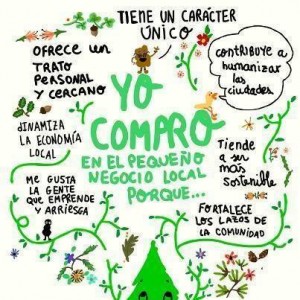 TIENE UN CARÁCTER
ÚNICO
OFRECE UN
TRATO
PERSONAL
Y CERCANO
CONTRIBUYE A
HUMANIZAR
LAS
CIUDADES
YO
COMPRO
EN EL PEQUEÑO
NEGOCIO LOCAL
PORQUE...
DINAMIZA
LA ECONOMÍA
LOCAL
Tiende
a ser
más
sostenible
ME GUSTA
LA GENTE
QUE EMPRENDE
Y ARRIESGA
FORTALECE
LOS LAZOS DE
LA COMUNIDAD